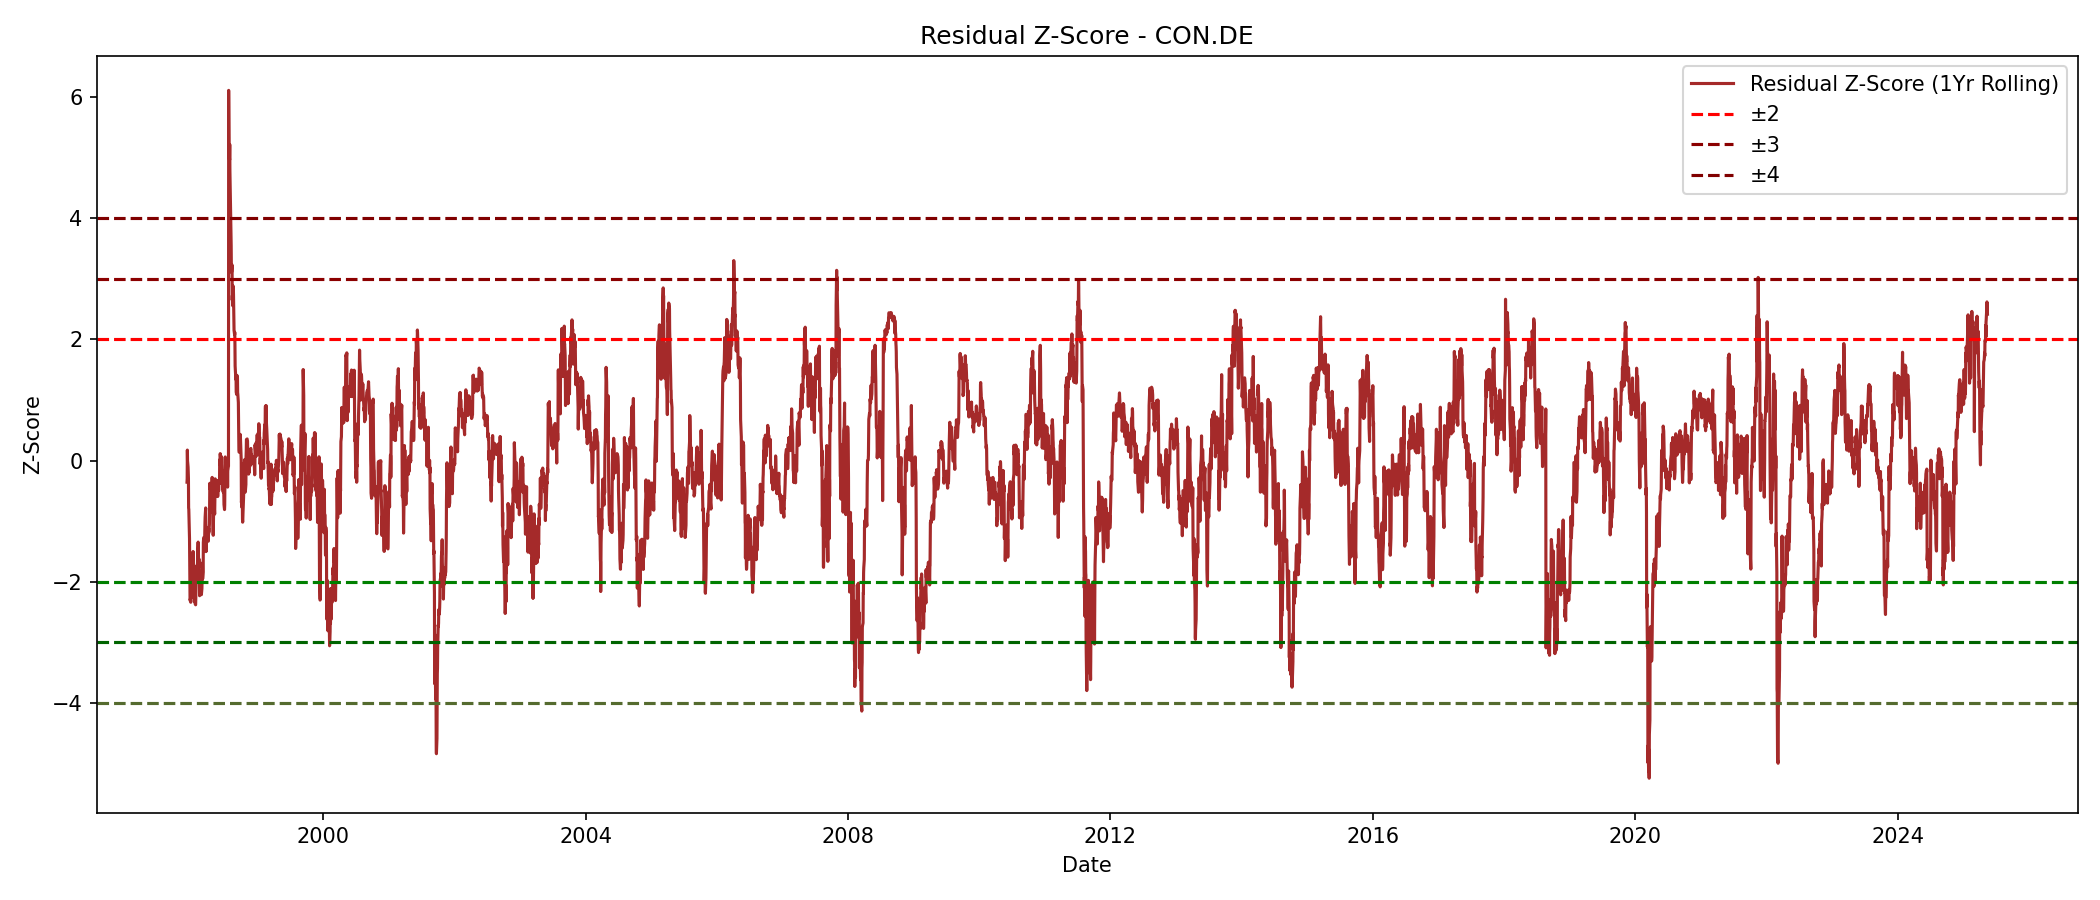 Residual Z-Score - CON.DE
Residual Z-Score (1Yr Rolling)
±2
±3
±4
Z-Score
6
4
2
0
−2
−4
2000 2004 2008 2012 2016 2020 2024
Date